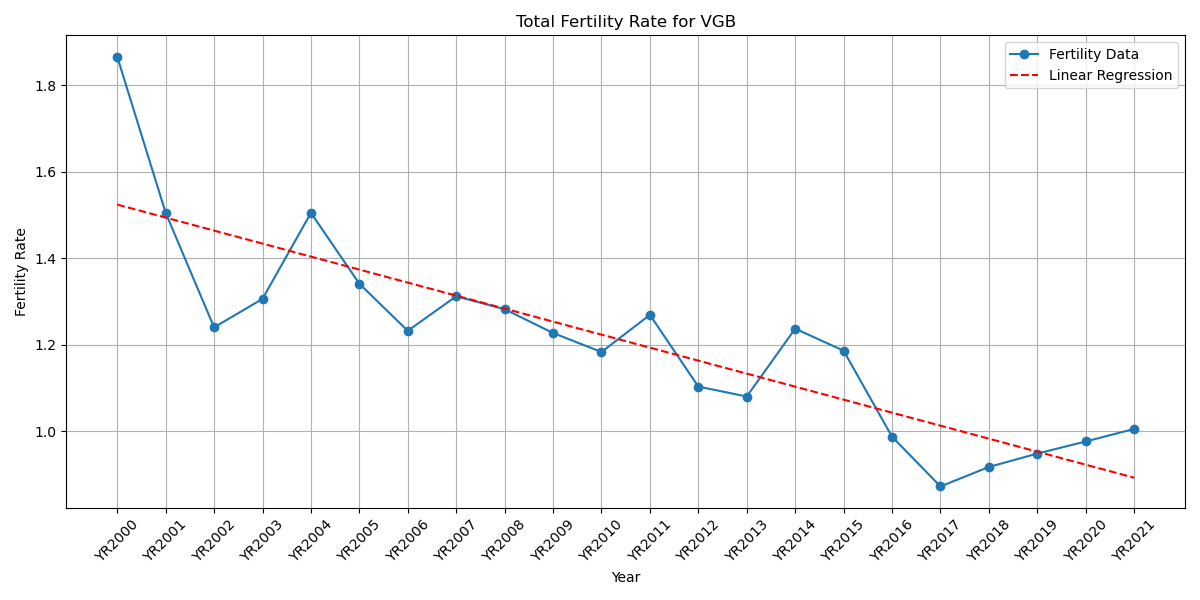 Total Fertility Rate for VGB
Fertility Data
Linear Regression
Fertility Rate
1.8
1.6
1.4
1.2
1.0
YR2000
YR2001
YR2002
YR2003
YR2004
YR2005
YR2006
YR2007
YR2008
YR2009
YR2010
YR2011
YR2012
YR2013
YR2014
YR2015
YR2016
YR2017
YR2018
YR2019
YR2020
YR2021
Year